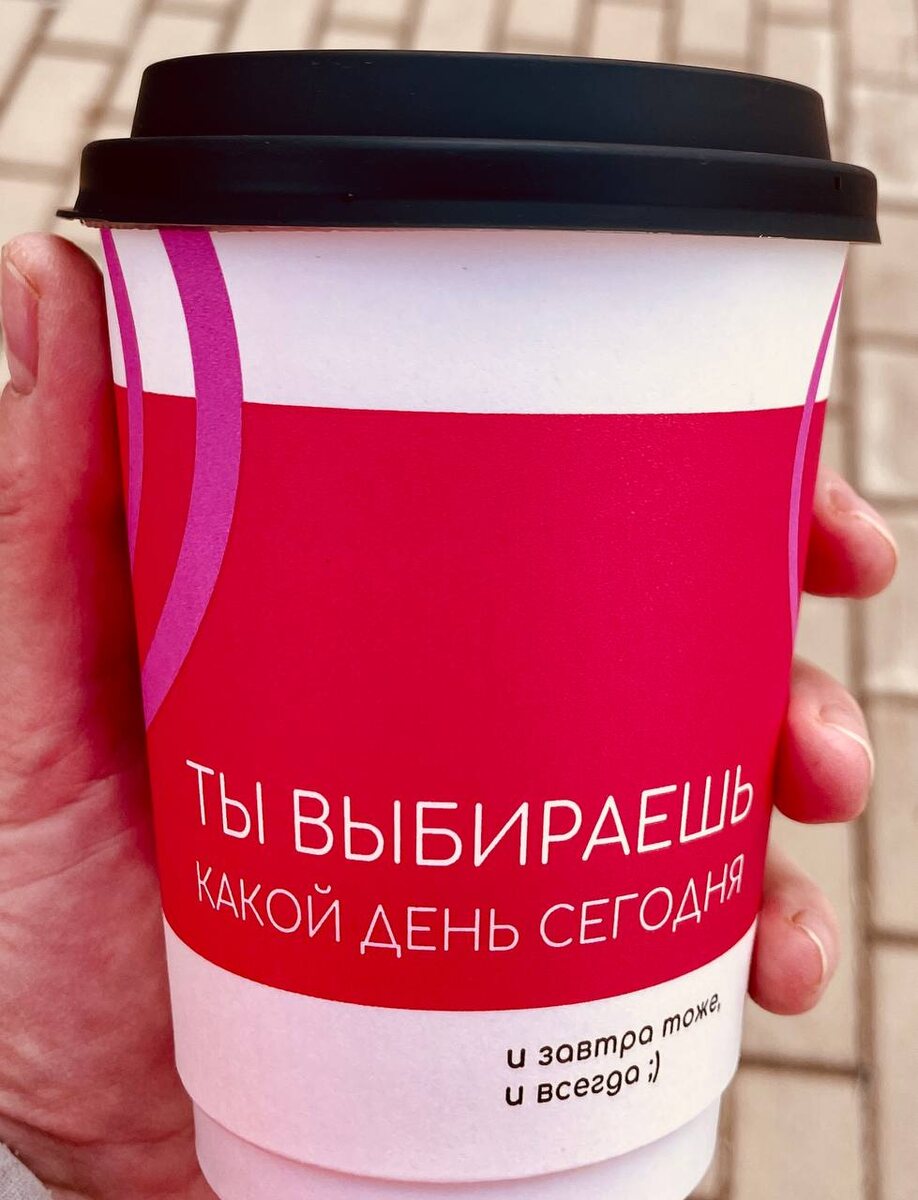 ТЫ ВЫБИРАЕШЬ
КАКОЙ ДЕНЬ СЕГОДНЯ
и завтра тоже,
и всегда ;)